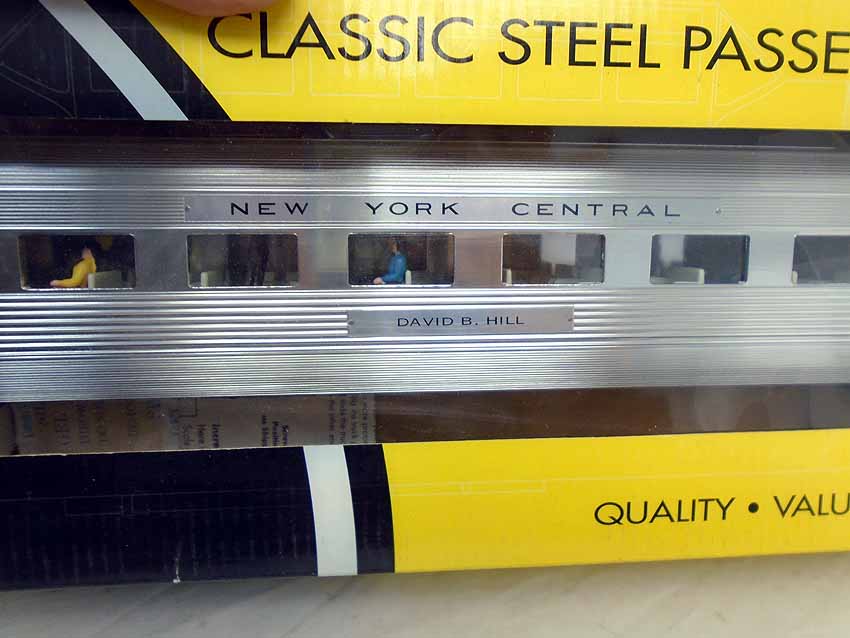 CLASSIC STEEL PASSE
NEW YORK CENTRAL
DAVID B. HILL
QUALITY • VALU